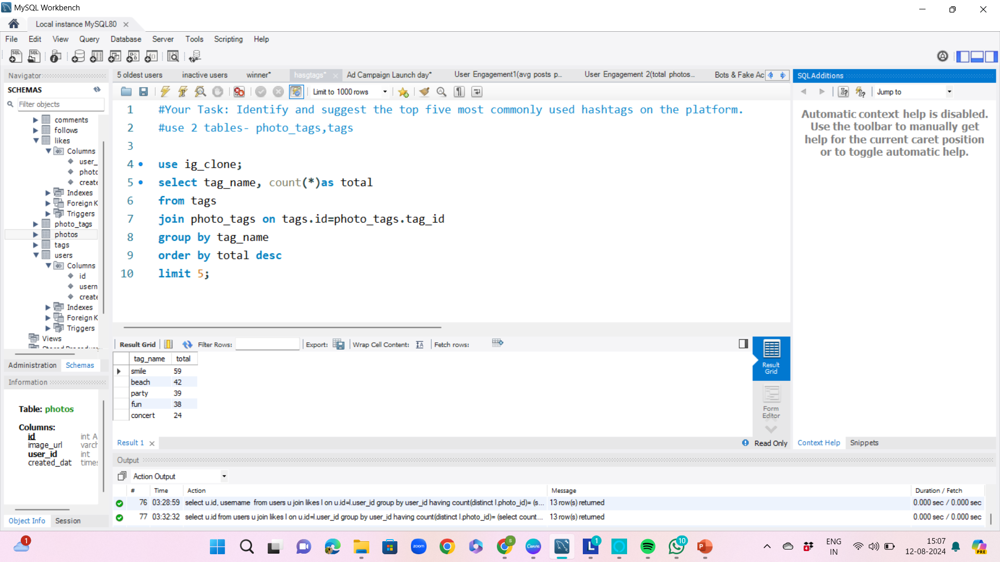 MySQL Workbench
Local instance MySQL80
File Edit View Query Database Server Tools Scripting Help
Navigator
SCHEMAS
Filter objects
comments
follows
likes
Columns
user_
photo
create
Indexes
Foreign K
Triggers
photo_tags
photos
tags
users
Columns
id
usern
create
Indexes
Foreign K
Triggers
Views
Administration Schemas
Information
Table: photos
Columns:
id int A
image_url varch
user_id int
created_dat times
Object Info Session
5 oldest users inactive users winner* hasgtags* Ad Campaign Launch day* User Engagement1(avg posts p... User Engagement 2(total photos... Bots & Fake Ac
Limit to 1000 rows
1 #Your Task: Identify and suggest the top five most commonly used hashtags on the platform.
2 #use 2 tables- photo_tags,tags
3
4 use ig_clone;
5 select tag_name, count(*)as total
6 from tags
7 join photo_tags on tags.id=photo_tags.tag_id
8 group by tag_name
9 order by total desc
10 limit 5;
Result Grid Filter Rows: Export: Wrap Cell Content: Fetch rows:
tag_name total
smile 59
beach 42
party 39
fun 38
concert 24
Result Grid
Form Editor
Result 1
Read Only
SQLAdditions
Jump to
Automatic context help is disabled.
Use the toolbar to manually get
help for the current caret position
or to toggle automatic help.
Context Help Snippets
Output
Action Output
# Time Action Message Duration / Fetch
76 03:28:59 select u.id, username from users u join likes l on u.id=l.user_id group by user_id having count(distinct l.photo_id)= (s... 13 row(s) returned 0.000 sec / 0.000 sec
77 03:32:32 select u.id from users u join likes l on u.id=l.user_id group by user_id having count(distinct l.photo_id)= (select count... 13 row(s) returned 0.000 sec / 0.000 sec
1
zoom
S
Canva
L 1
10
P
4
ENG
IN
15:07
12-08-2024
PRE